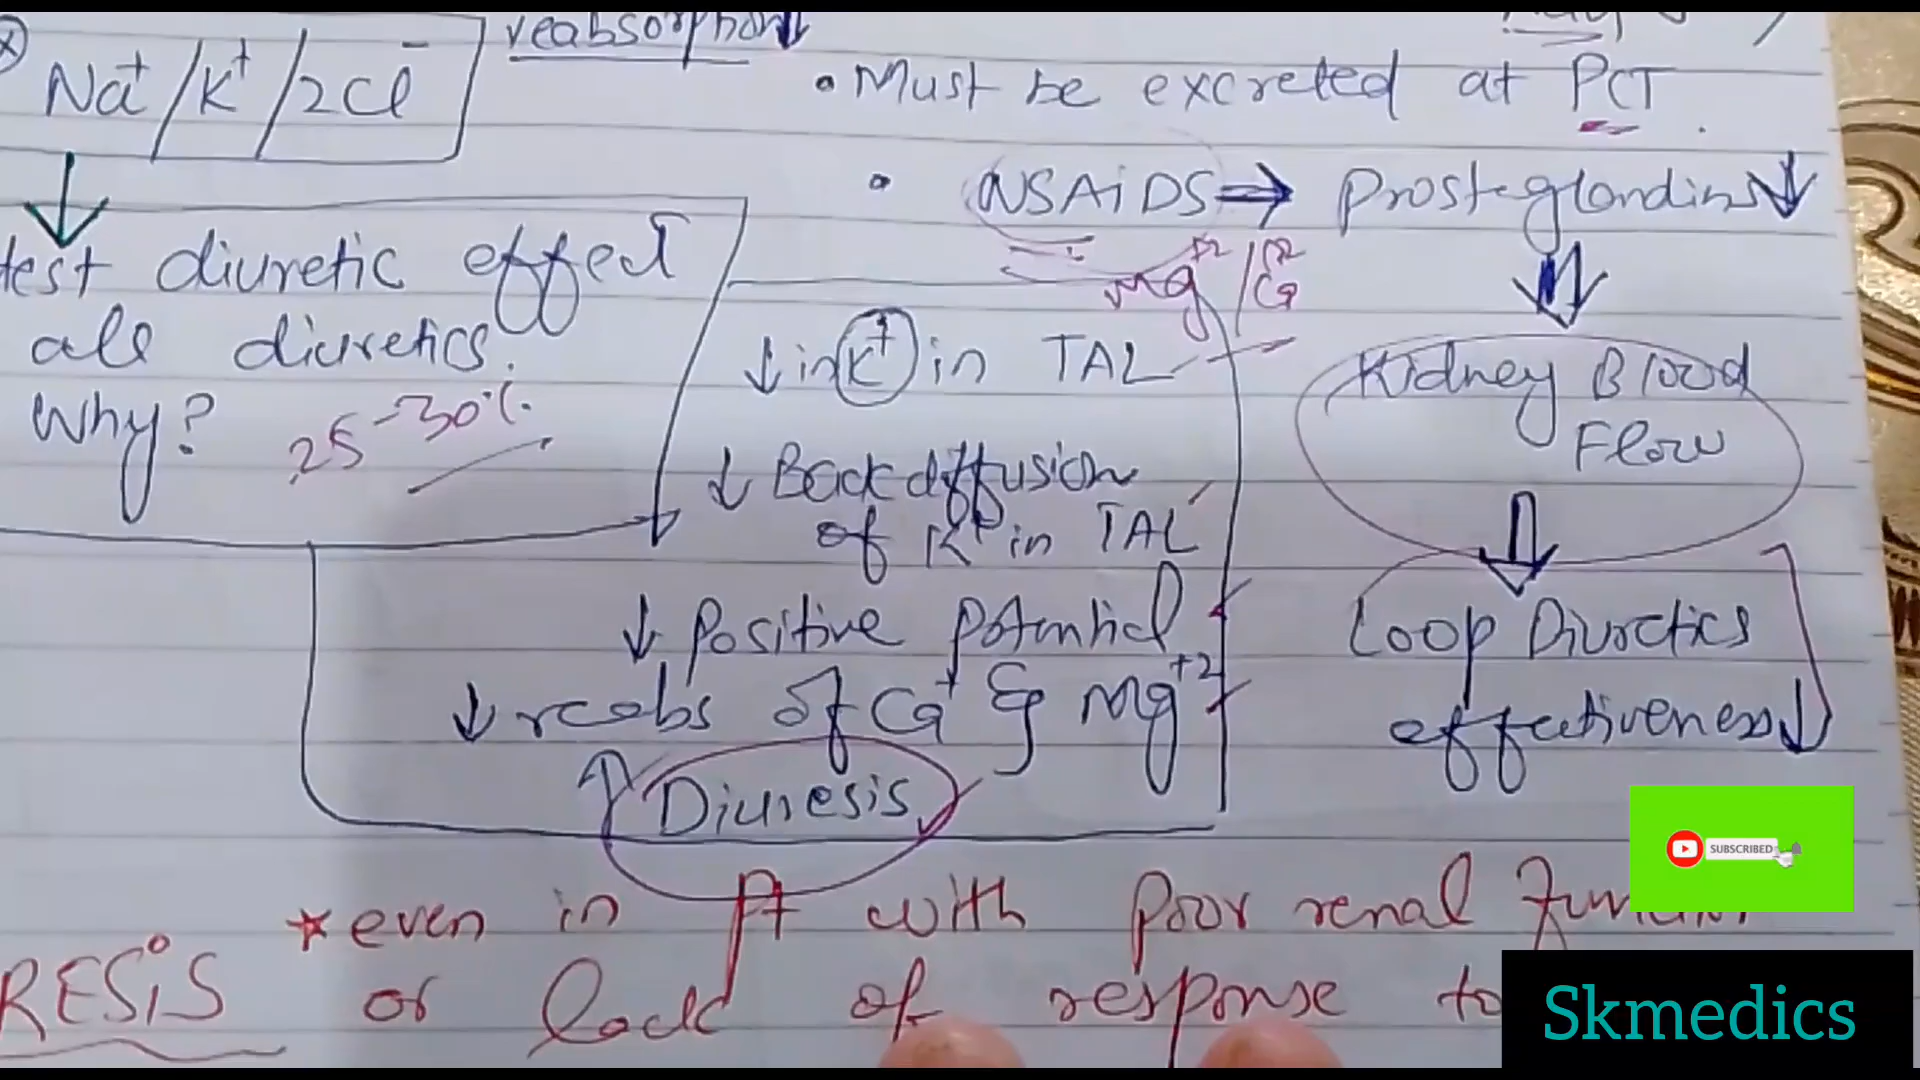 reabsorption↓
Na⁺/K⁺/2Cl⁻
• Must be excreted at PCT
• NSAiDS ⇒ Prosteglandins↓
Mg⁺² / Ca⁺²
test diuretic effect
all diuretics.
Why? 25-30%
↓ in K⁺ in TAL
↓ Back diffusion
of K⁺ in TAL
↓ Positive Potential
↓ reabs of Ca⁺ & Mg⁺²
↑ Diuresis
Kidney Blood
Flow
Loop Diuretics
effectiveness↓
* even in Pt with Poor renal
RESiS or lack of response to
SUBSCRIBED
Skmedics